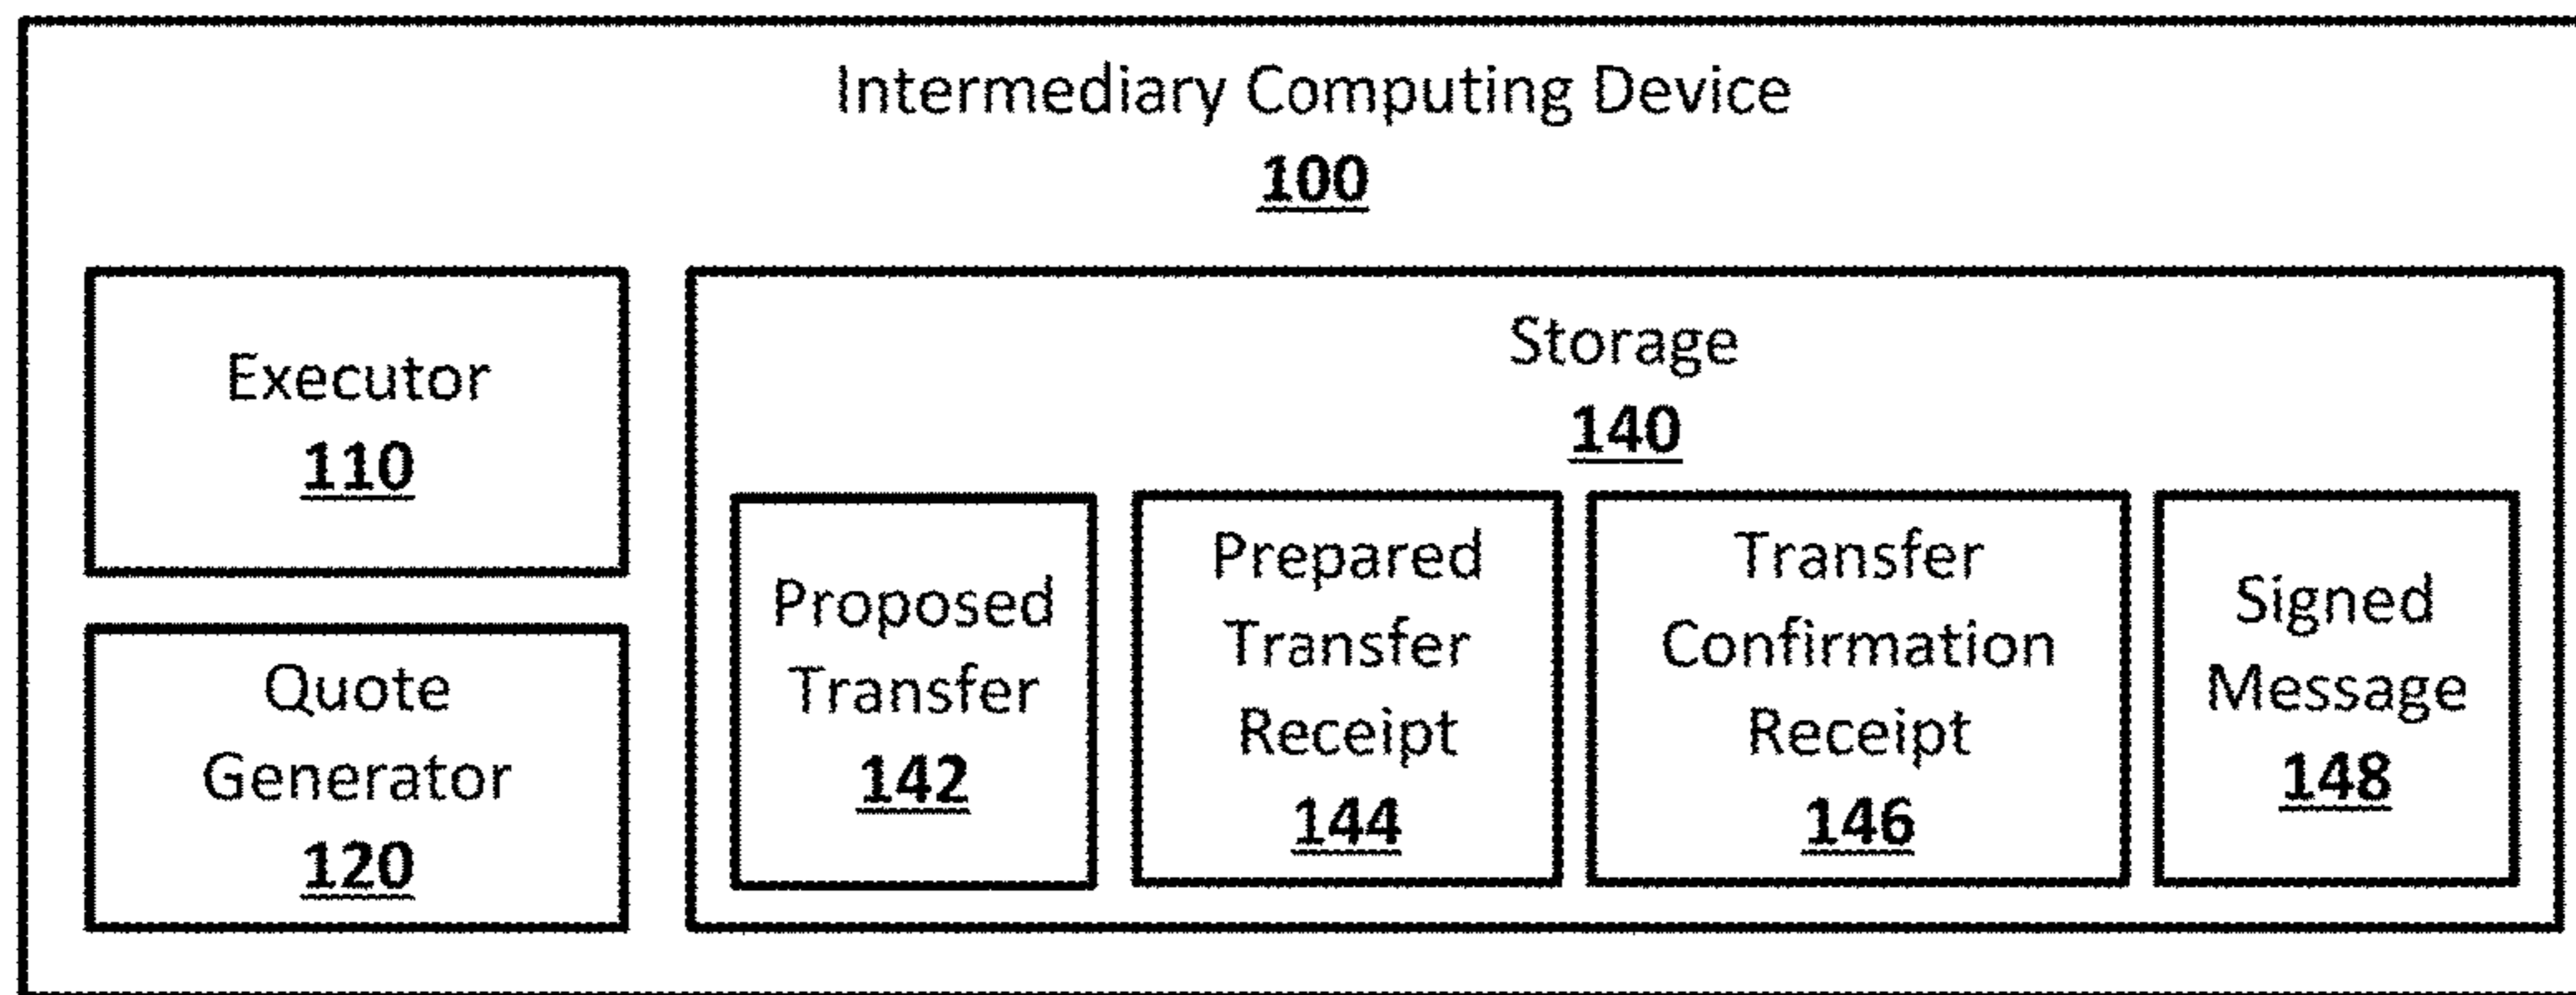 Intermediary Computing Device
100
Executor
110
Quote
Generator
120
Storage
140
Proposed
Transfer
142
Prepared
Transfer
Receipt
144
Transfer
Confirmation
Receipt
146
Signed
Message
148